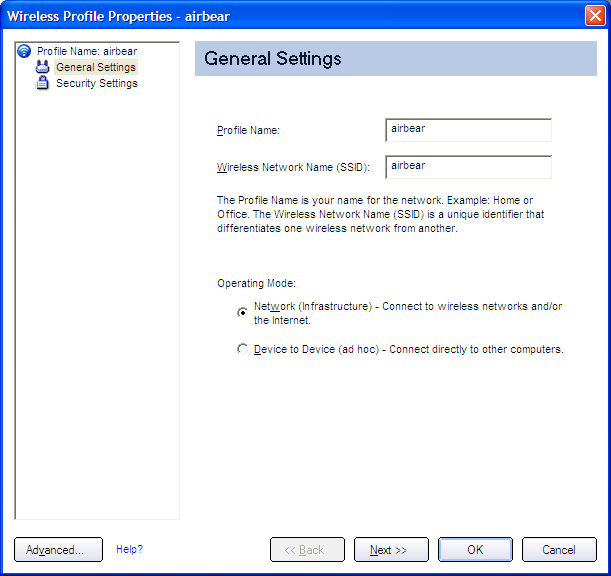 Wireless Profile Properties - airbear
Profile Name: airbear
General Settings
Security Settings
General Settings
Profile Name:
airbear
Wireless Network Name (SSID):
airbear
The Profile Name is your name for the network. Example: Home or
Office. The Wireless Network Name (SSID) is a unique identifier that
differentiates one wireless network from another.
Operating Mode:
Network (Infrastructure) - Connect to wireless networks and/or
the Internet.
Device to Device (ad hoc) - Connect directly to other computers.
Advanced...
Help?
<< Back
Next >>
OK
Cancel